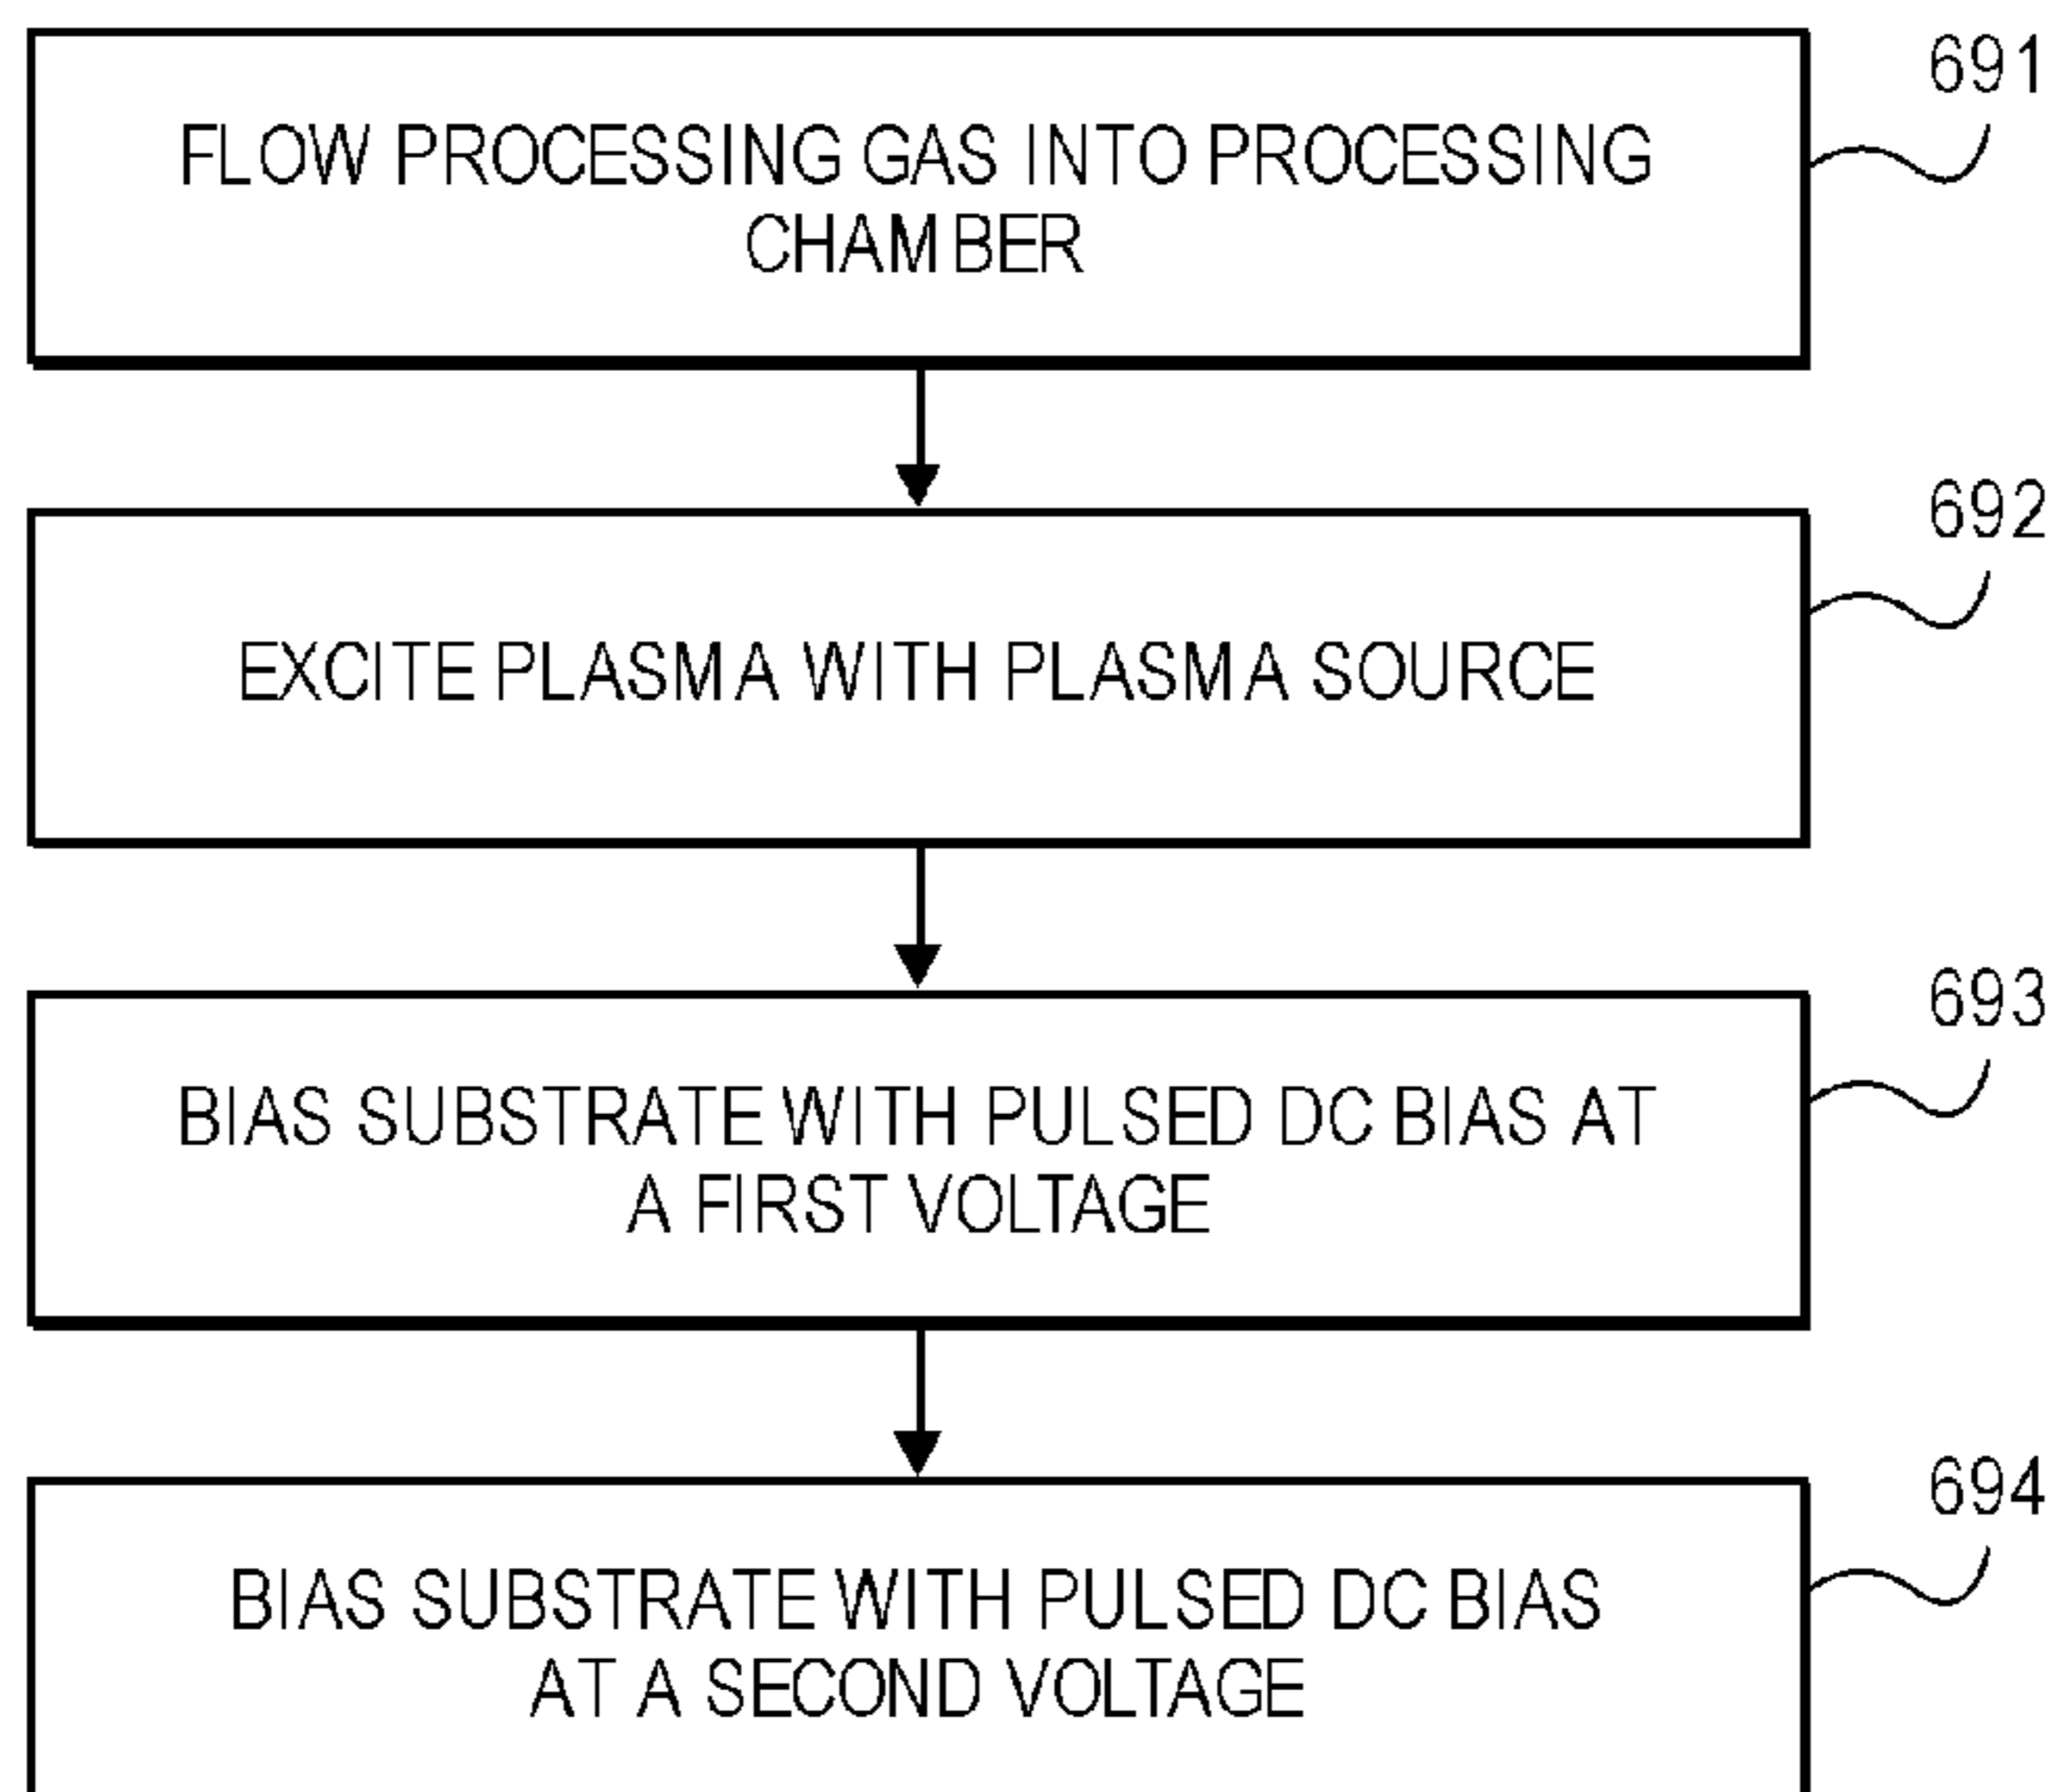 691
FLOW PROCESSING GAS INTO PROCESSING
CHAMBER
692
EXCITE PLASMA WITH PLASMA SOURCE
693
BIAS SUBSTRATE WITH PULSED DC BIAS AT
A FIRST VOLTAGE
694
BIAS SUBSTRATE WITH PULSED DC BIAS
AT A SECOND VOLTAGE